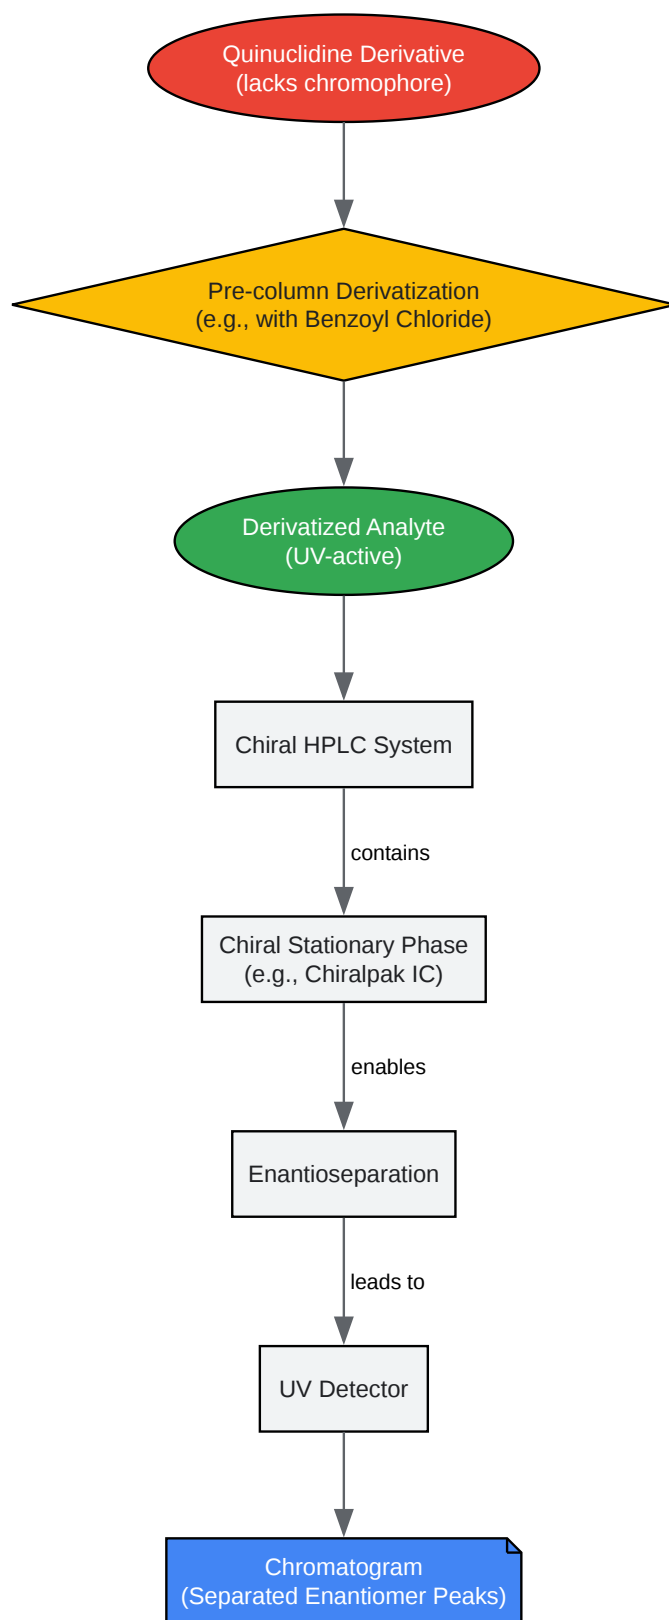 Quinuclidine Derivative
(lacks chromophore)
Pre-column Derivatization
(e.g., with Benzoyl Chloride)
Derivatized Analyte
(UV-active)
Chiral HPLC System
contains
Chiral Stationary Phase
(e.g., Chiralpak IC)
enables
Enantioseparation
leads to
UV Detector
Chromatogram
(Separated Enantiomer Peaks)